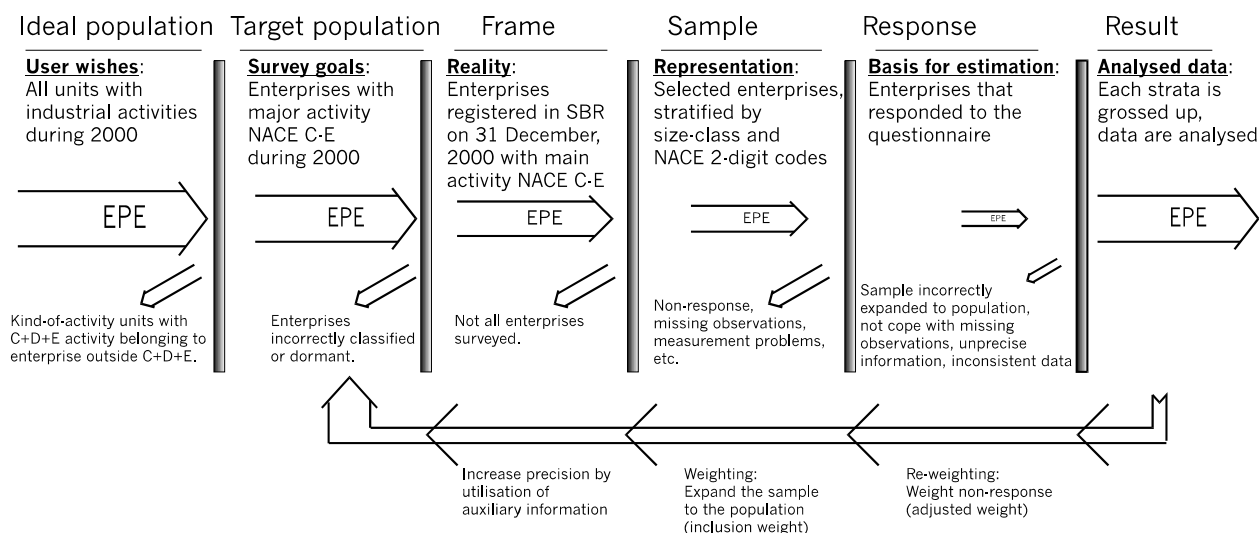 Ideal population
Target population
Frame
Sample
Response
Result
User wishes:
All units with
industrial activities
during 2000
Survey goals:
Enterprises with
major activity
NACE C-E
during 2000
Reality:
Enterprises
registered in SBR
on 31 December,
2000 with main
activity NACE C-E
Representation:
Selected enterprises,
stratified by
size-class and
NACE 2-digit codes
Basis for estimation:
Enterprises that
responded to the
questionnaire
Analysed data:
Each strata is
grossed up,
data are analysed
EPE
EPE
EPE
EPE
EPE
EPE
Kind-of-activity units with
C+D+E activity belonging to
enterprise outside C+D+E.
Enterprises
incorrectly classified
or dormant.
Not all enterprises
surveyed.
Non-response,
missing observations,
measurement problems,
etc.
Sample incorrectly
expanded to population,
not cope with missing
observations, unprecise
information, inconsistent data
Increase precision by
utilisation of
auxiliary information
Weighting:
Expand the sample
to the population
(inclusion weight)
Re-weighting:
Weight non-response
(adjusted weight)